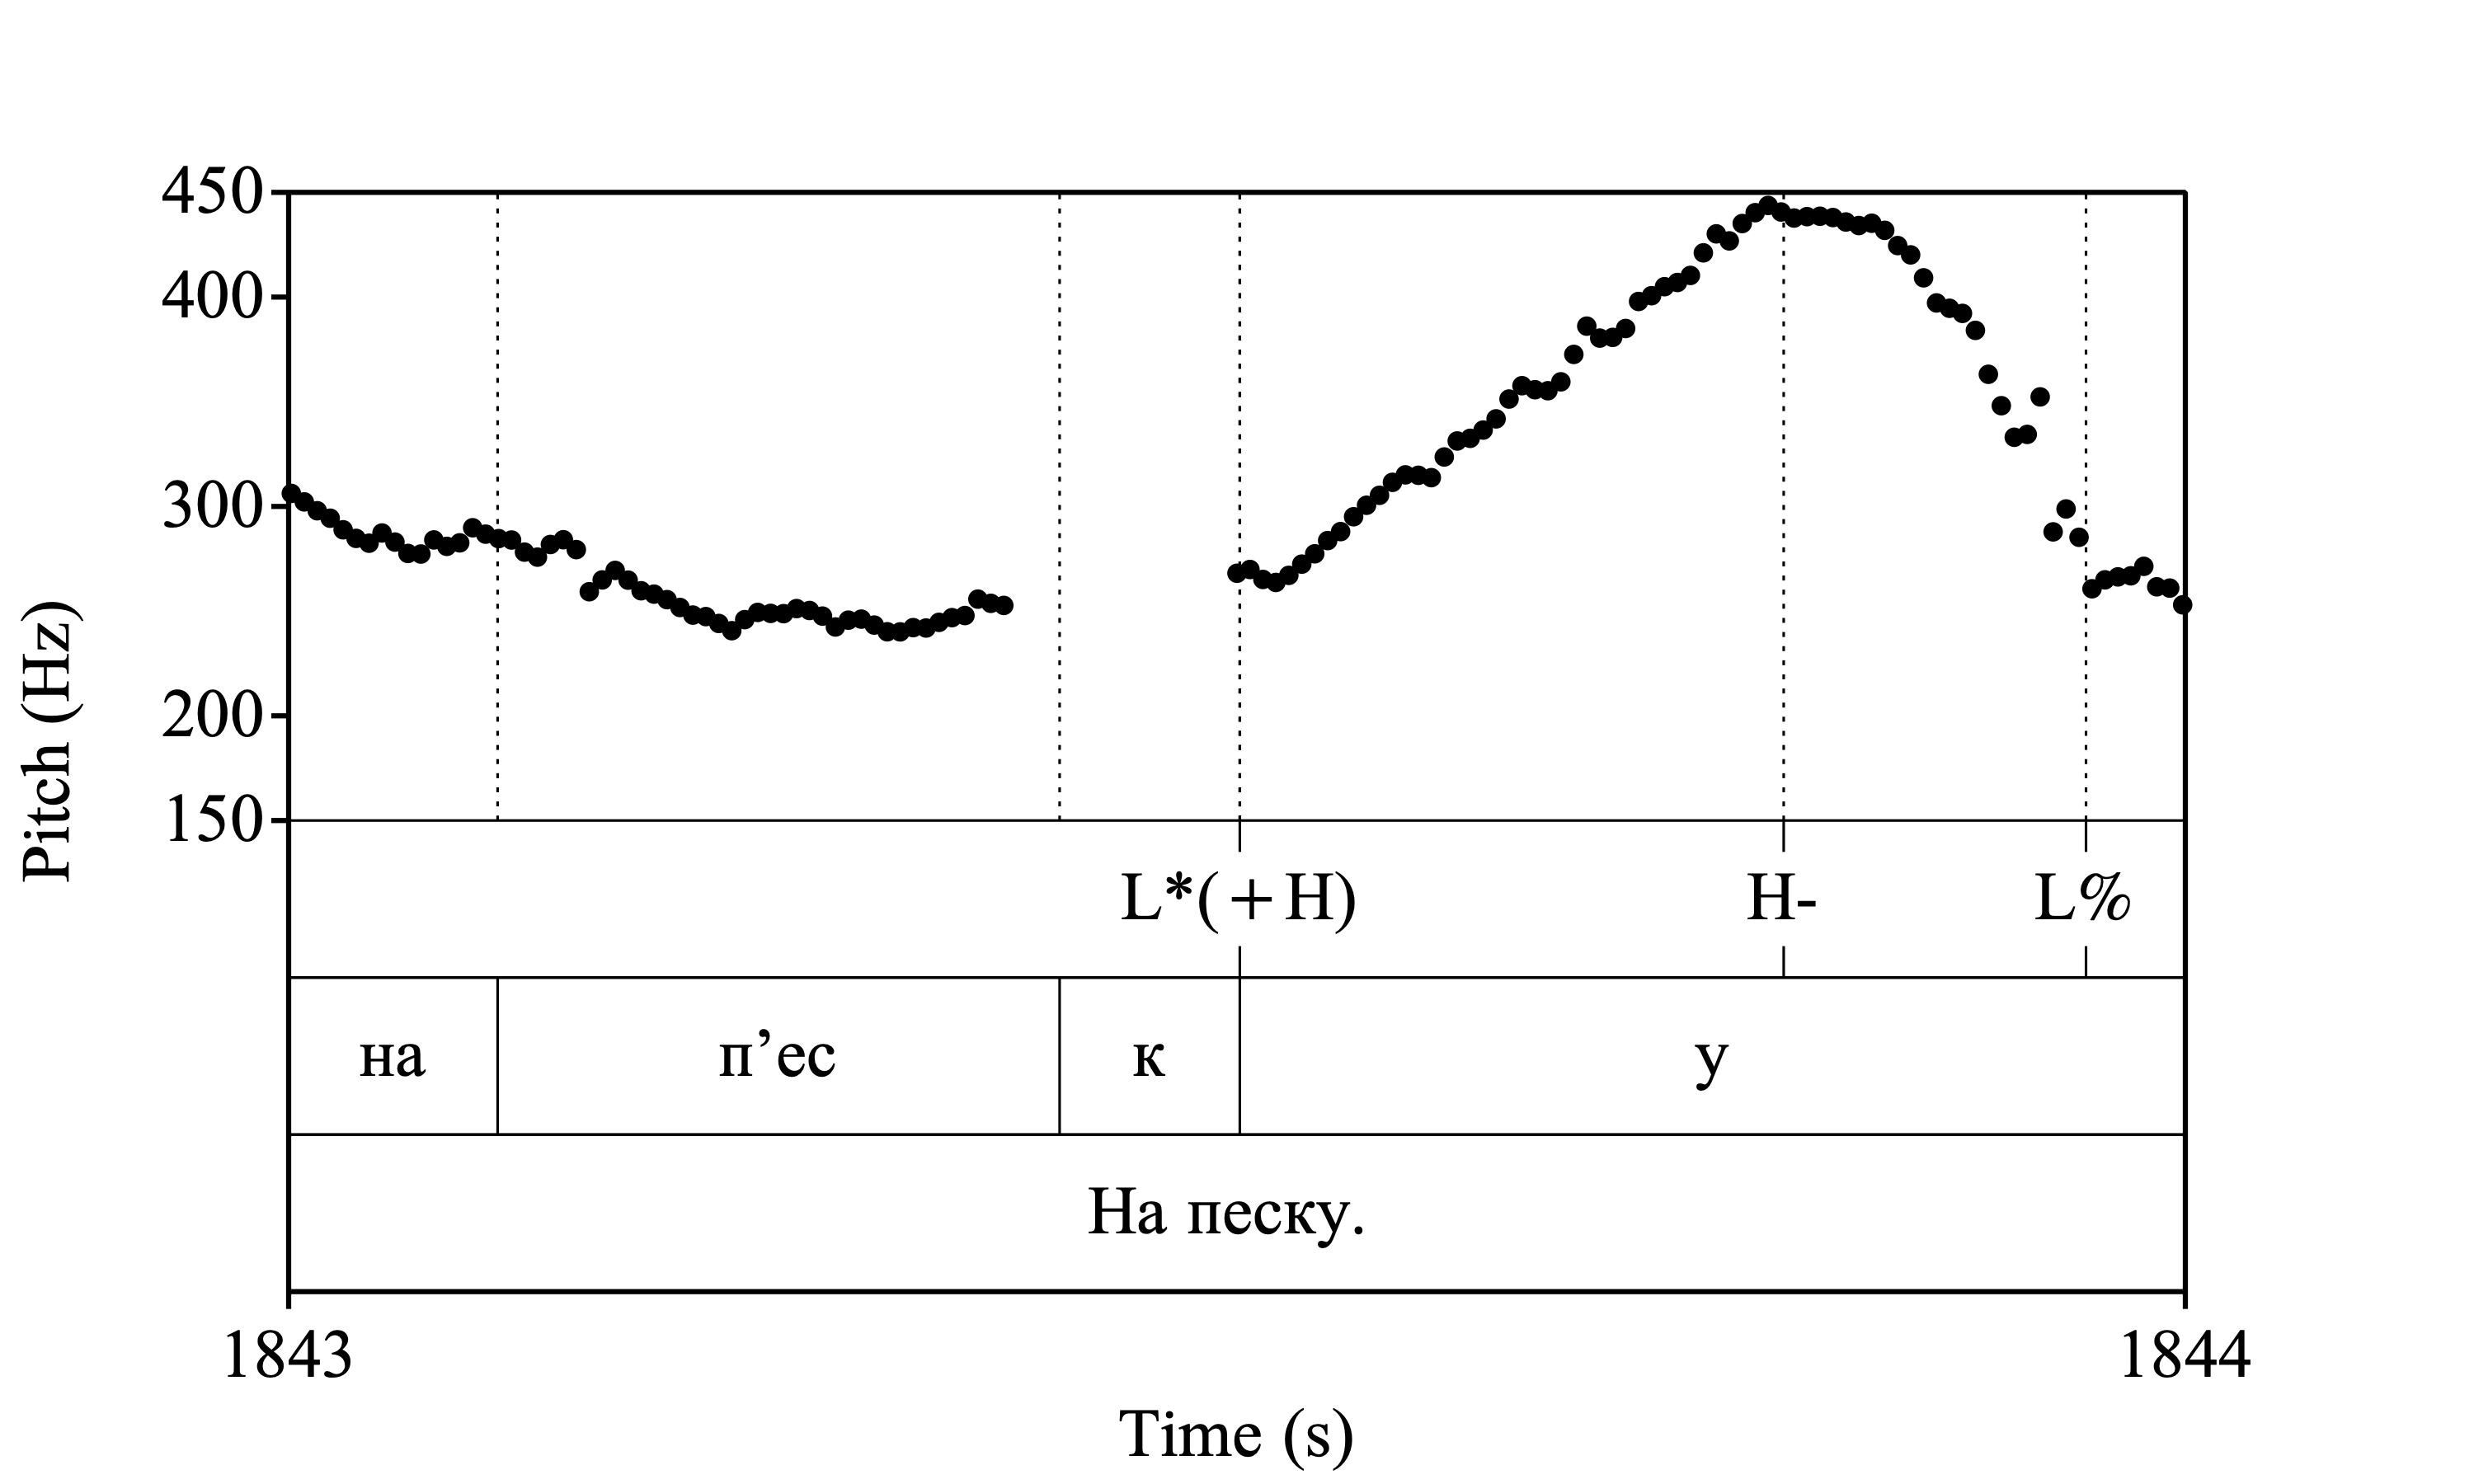 450
400
300
200
150
Pitch (Hz)
L*(+H) H- L%
на п’ес к у
На песку.
1843 1844
Time (s)